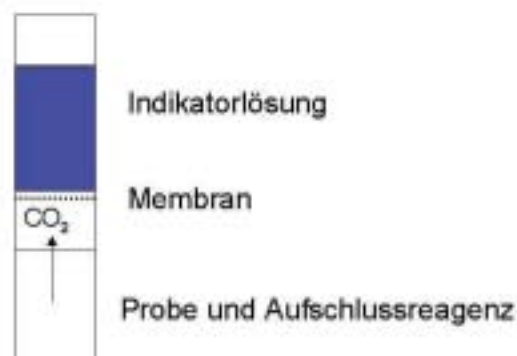 Indikatorlösung
Membran
CO₂
Probe und Aufschlussreagenz